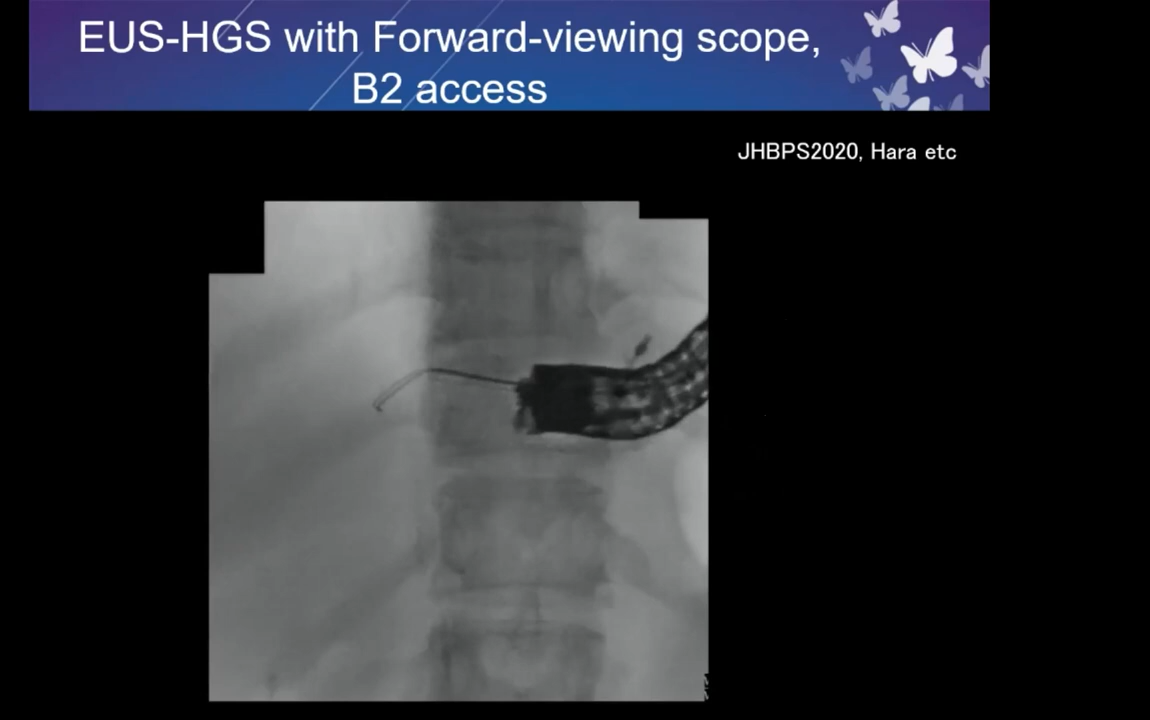 EUS-HGS with Forward-viewing scope,
B2 access
JHBPS2020, Hara etc